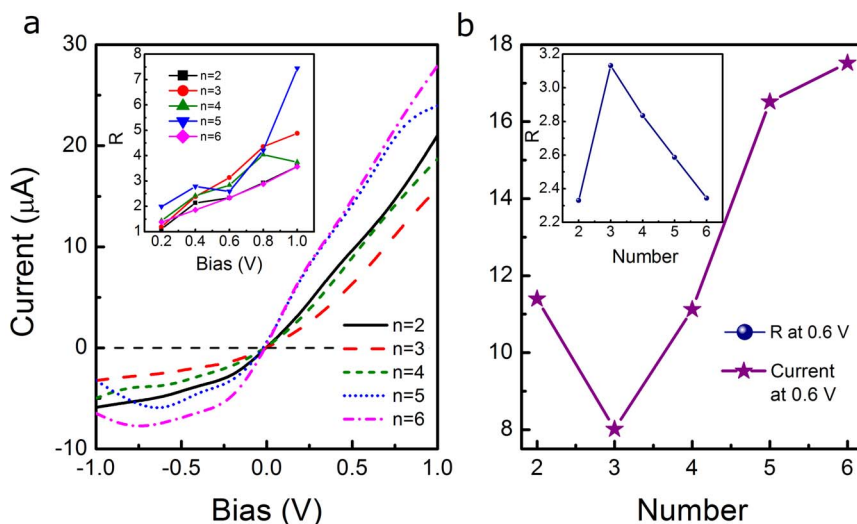 a
30
20
10
0
-10
Current (μA)
-1.0
-0.5
0.0
0.5
1.0
Bias (V)
n=2
n=3
n=4
n=5
n=6
8
7
6
5
4
3
2
1
R
n=2
n=3
n=4
n=5
n=6
0.2
0.4
0.6
0.8
1.0
Bias (V)
b
18
16
14
12
10
8
2
3
4
5
6
Number
R at 0.6 V
Current
at 0.6 V
3.2
3.0
2.8
2.6
2.4
2.2
R
2
3
4
5
6
Number